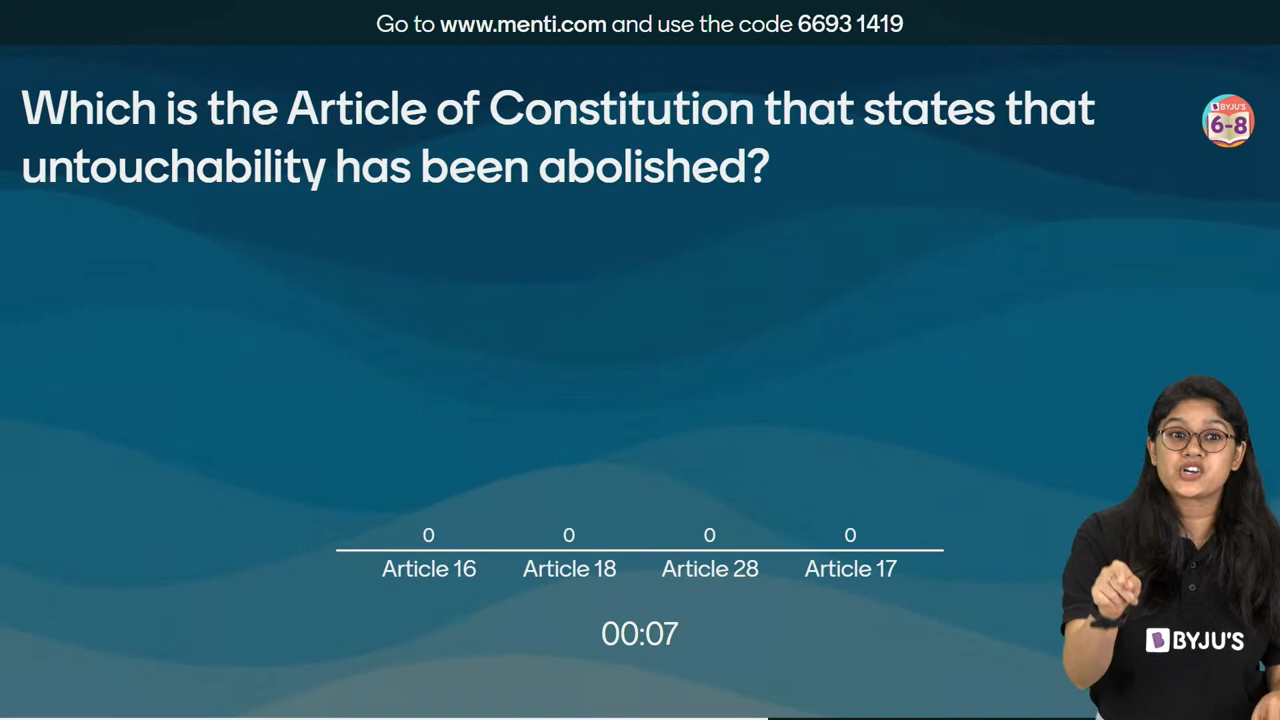 Go to www.menti.com and use the code 6693 1419
Which is the Article of Constitution that states that
untouchability has been abolished?
BYJU'S
6-8
0 0 0 0
Article 16 Article 18 Article 28 Article 17
00:07
BYJU'S